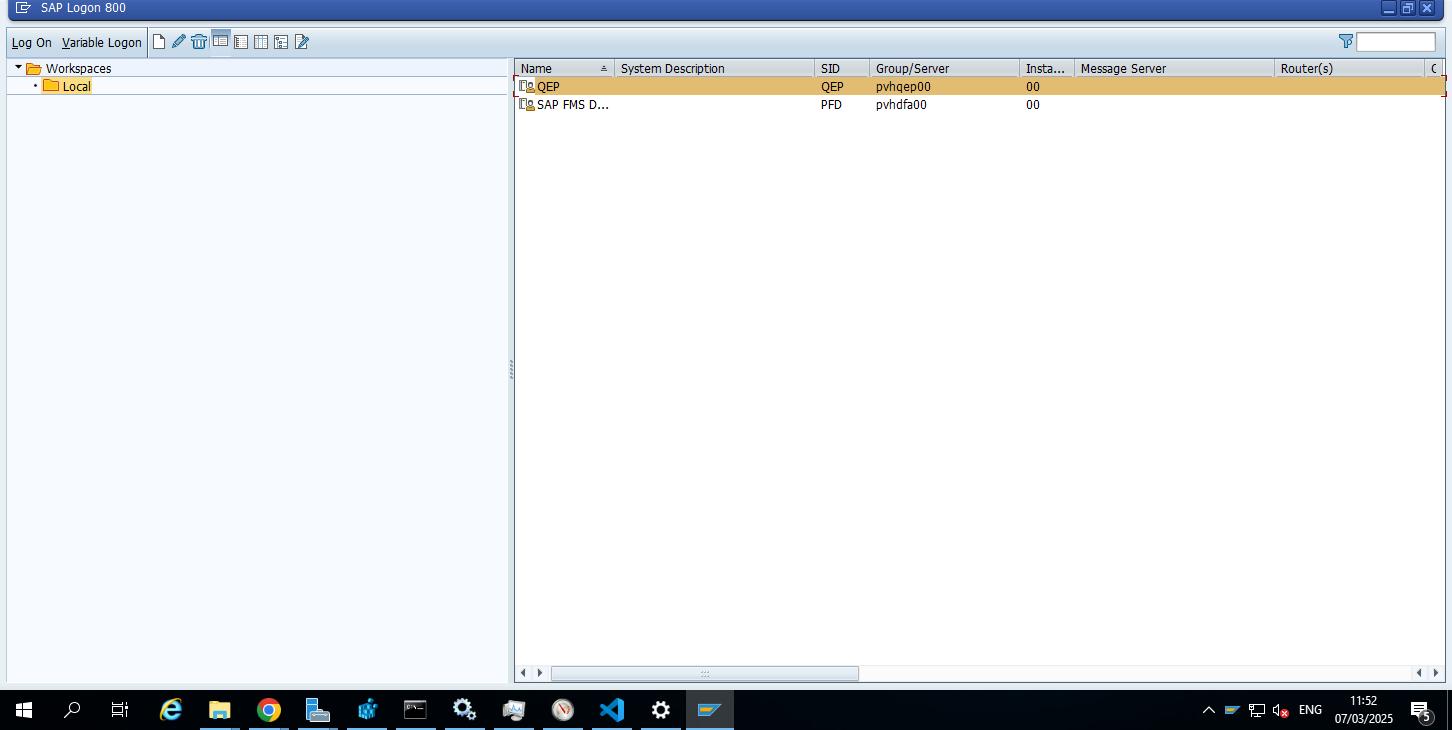 SAP Logon 800
Log On Variable Logon
Workspaces
Local
Name System Description SID Group/Server Insta... Message Server Router(s) C
QEP QEP pvhqep00 00
SAP FMS D... PFD pvhdfa00 00
ENG 11:52
07/03/2025
5